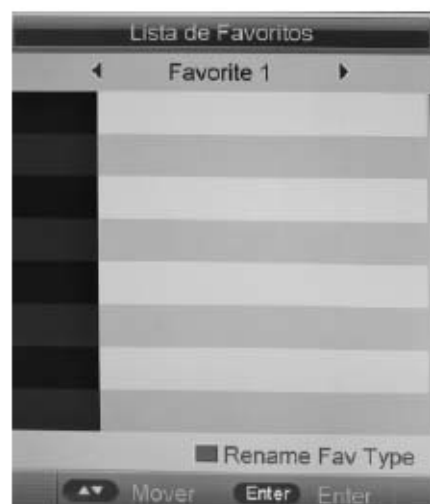 Lista de Favoritos
Favorite 1
Rename Fav Type
Mover Enter Enter